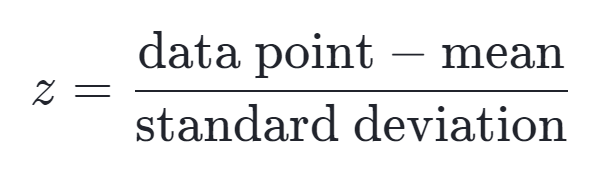 z = data point − mean
standard deviation